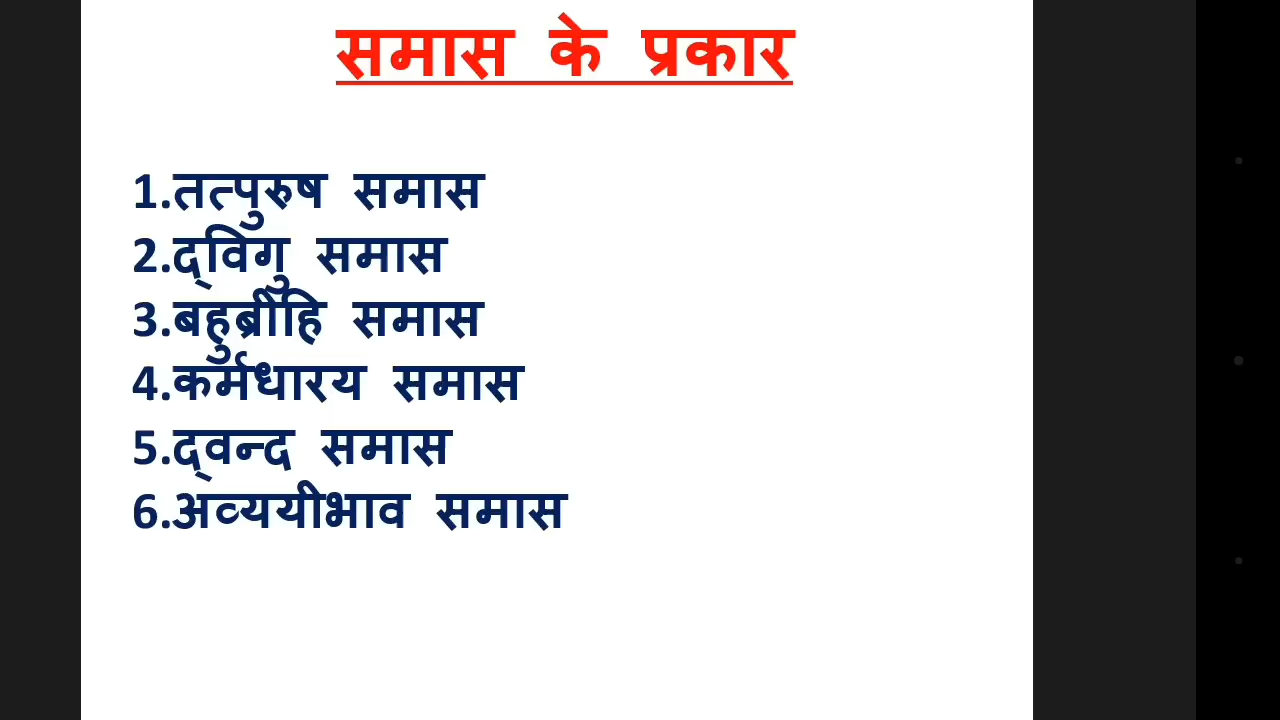 समास के प्रकार
1.तत्पुरुष समास
2.द्विगु समास
3.बहुब्रीहि समास
4.कर्मधारय समास
5.द्वन्द समास
6.अव्ययीभाव समास